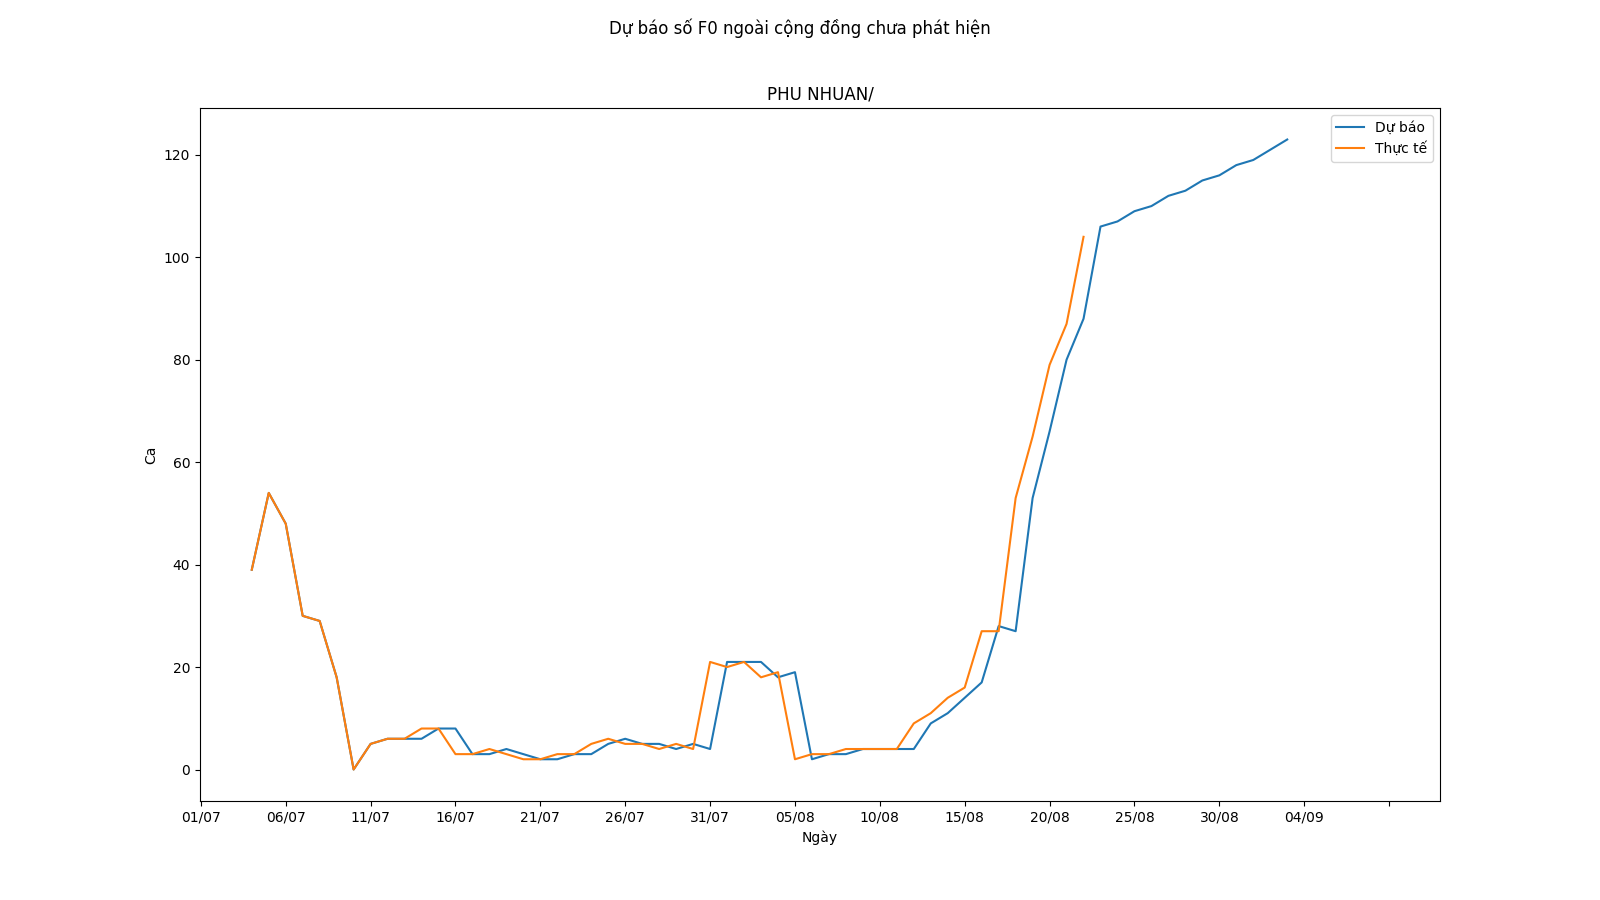 Dự báo số F0 ngoài cộng đồng chưa phát hiện
PHU NHUAN/
Dự báo
Thực tế
120
100
80
60
40
20
0
Ca
01/07 06/07 11/07 16/07 21/07 26/07 31/07 05/08 10/08 15/08 20/08 25/08 30/08 04/09
Ngày